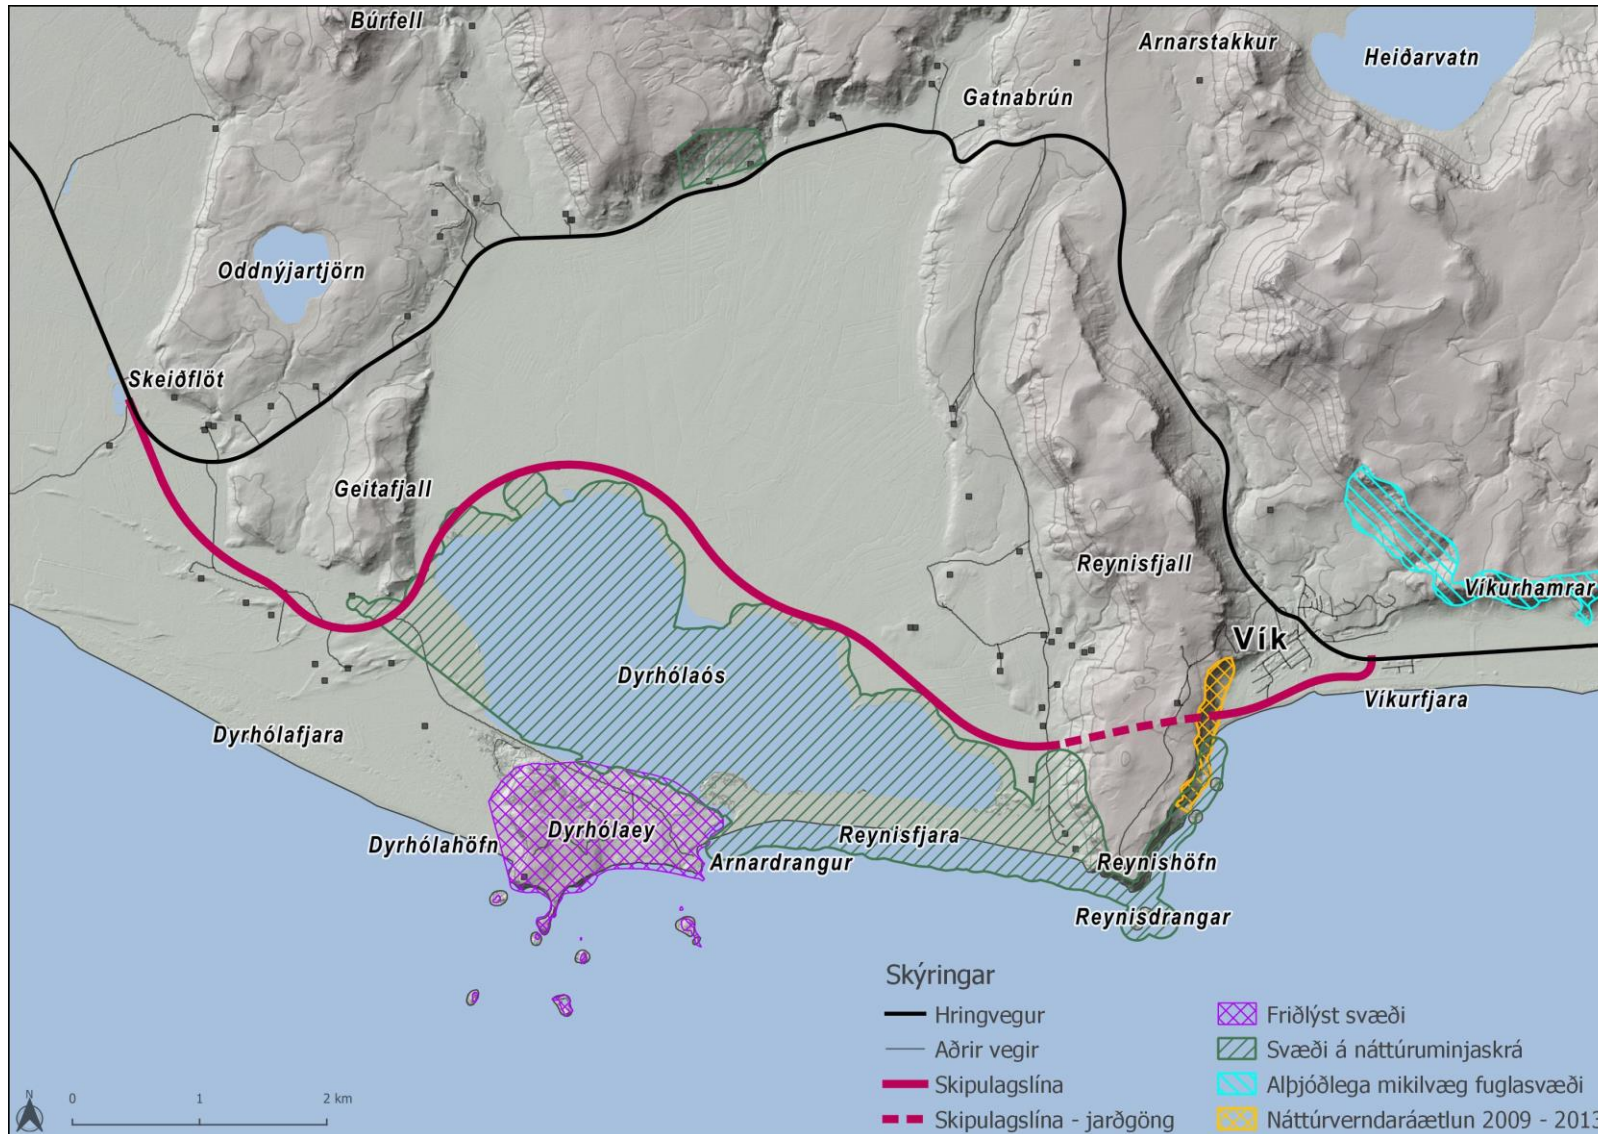 Búrfell
Arnarstakkur
Heiðarvatn
Gatnabrún
Oddnýjartjörn
Skeiðflöt
Geitafjall
Reynisfjall
Víkurhamrar
Vík
Dyrhólaós
Víkurfjara
Dyrhólafjara
Dyrhólahöfn
Dyrhólaey
Reynisfjara
Arnardrangur
Reynishöfn
Reynisdrangar
Skýringar
Hringvegur
Aðrir vegir
Skipulagslína
Skipulagslína - jarðgöng
Friðlýst svæði
Svæði á náttúruminjaskrá
Alþjóðlega mikilvæg fuglasvæði
Náttúrverndaráætlun 2009 - 2013
N
0 1 2 km